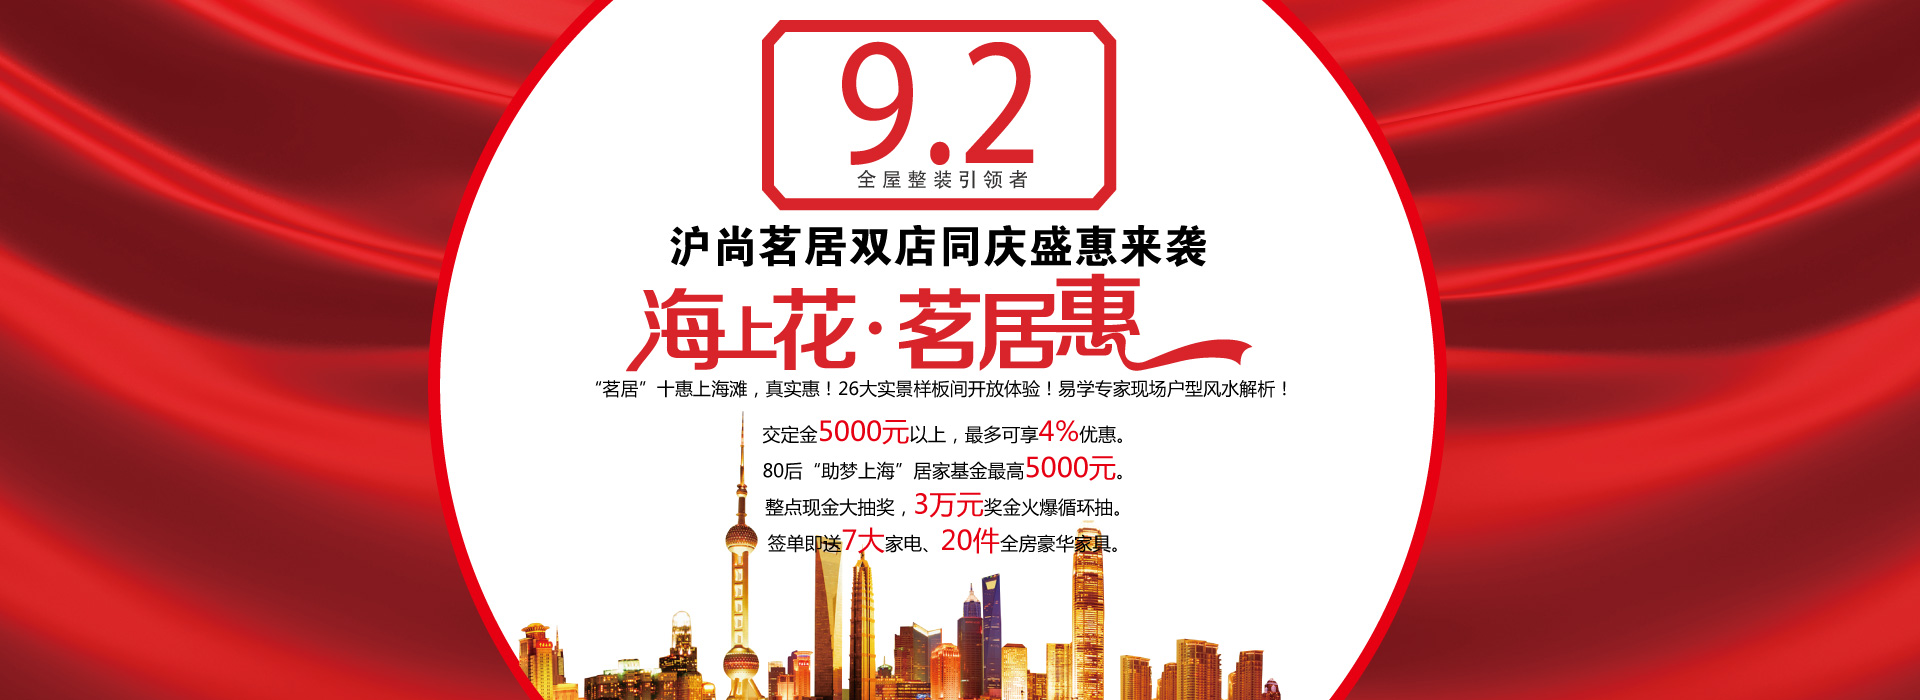 9.2
全屋整装引领者
沪尚茗居双店同庆盛惠来袭
海上花·茗居惠
“茗居”十惠上海滩，真实惠！26大实景样板间开放体验！易学专家现场户型风水解析！
交定金5000元以上，最多可享4%优惠。
80后“助梦上海”居家基金最高5000元。
整点现金大抽奖，3万元奖金火爆循环抽。
签单即送7大家电、20件全房豪华家具。